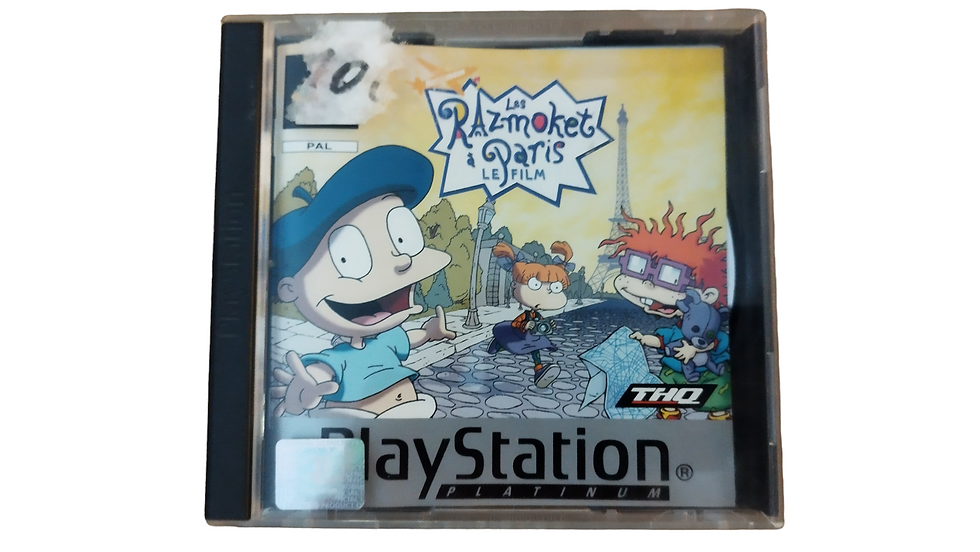 10,
PAL
Les
RAzmoket
à Paris
LE FILM
THQ
PlayStation®
PLATINUM